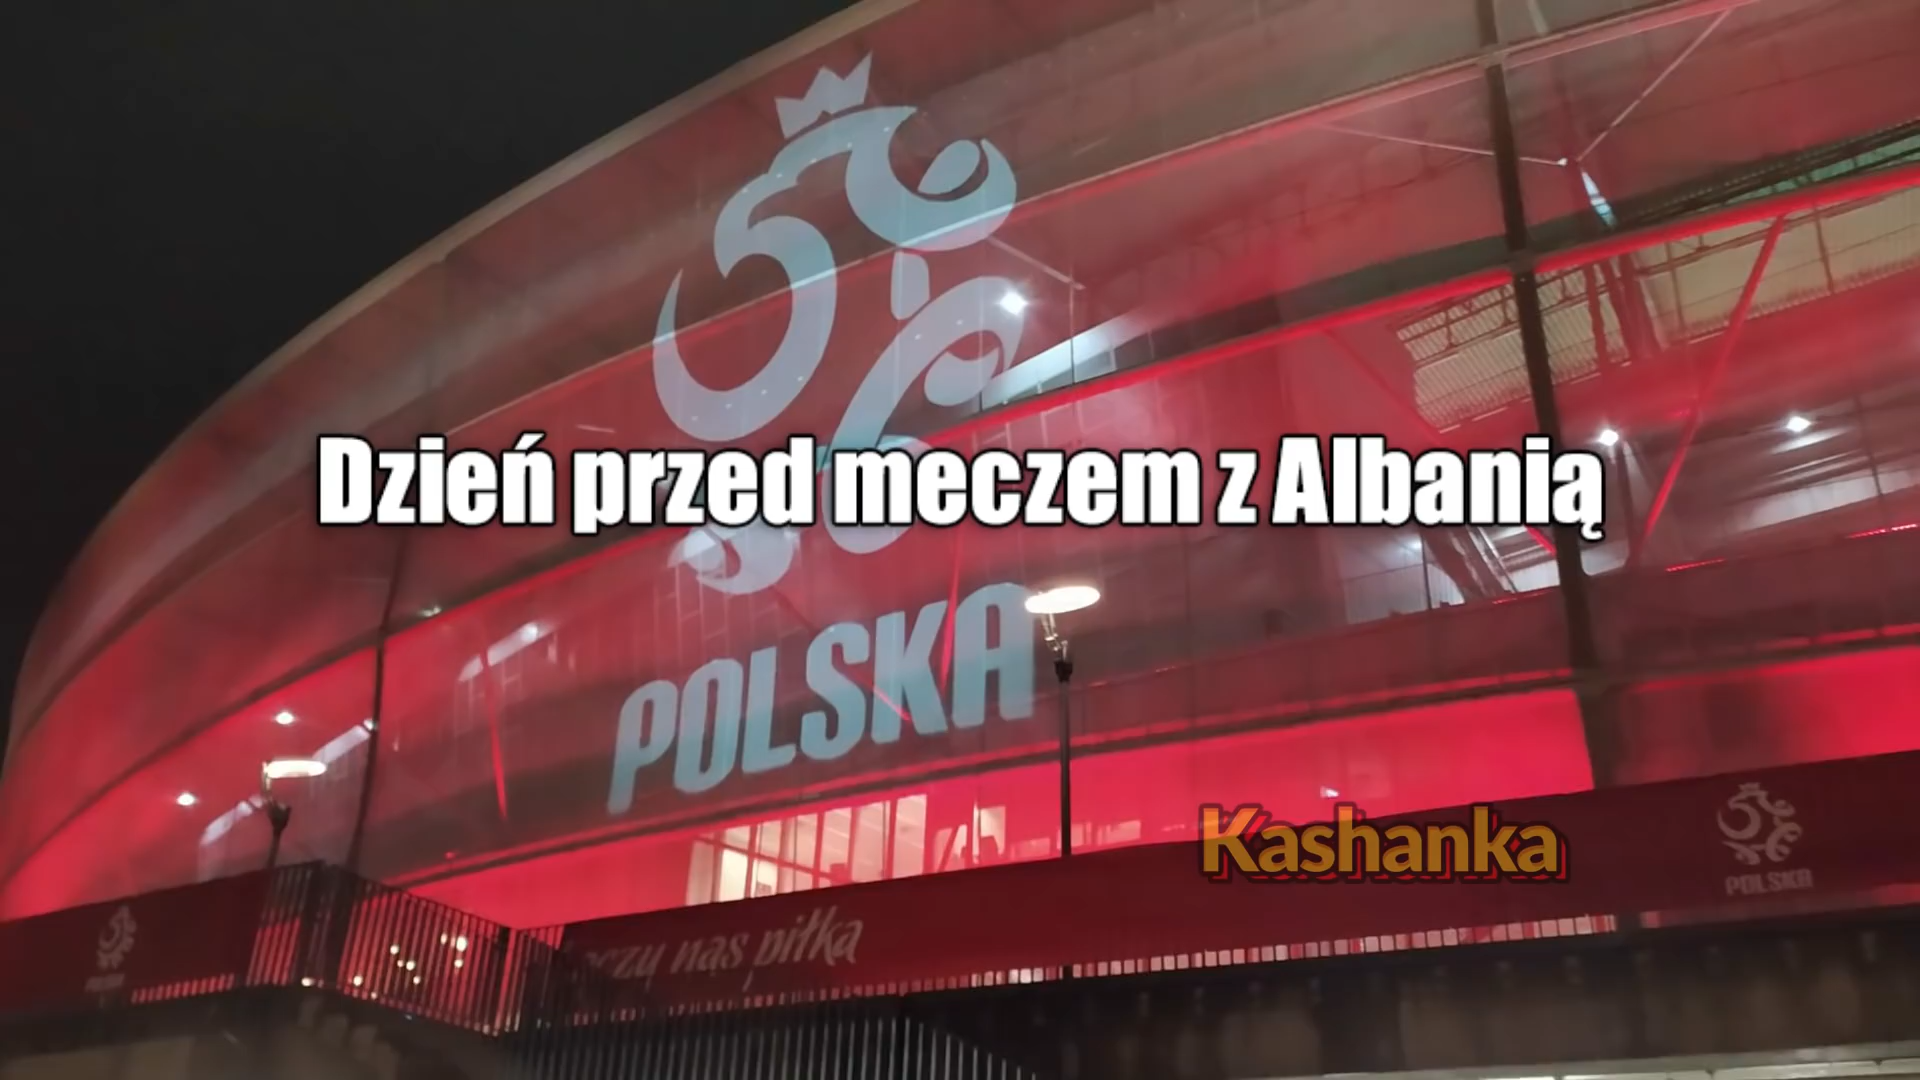 Dzień przed meczem z Albanią
POLSKA
Kashanka
POLSKA
nas piłka